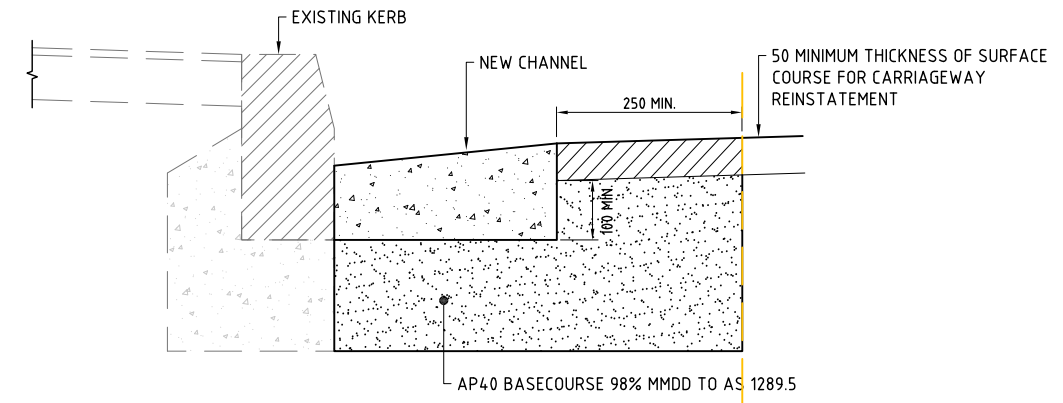 EXISTING KERB
NEW CHANNEL
50 MINIMUM THICKNESS OF SURFACE
COURSE FOR CARRIAGEWAY
REINSTATEMENT
250 MIN.
100 MIN.
AP40 BASECOURSE 98% MMDD TO AS 1289.5